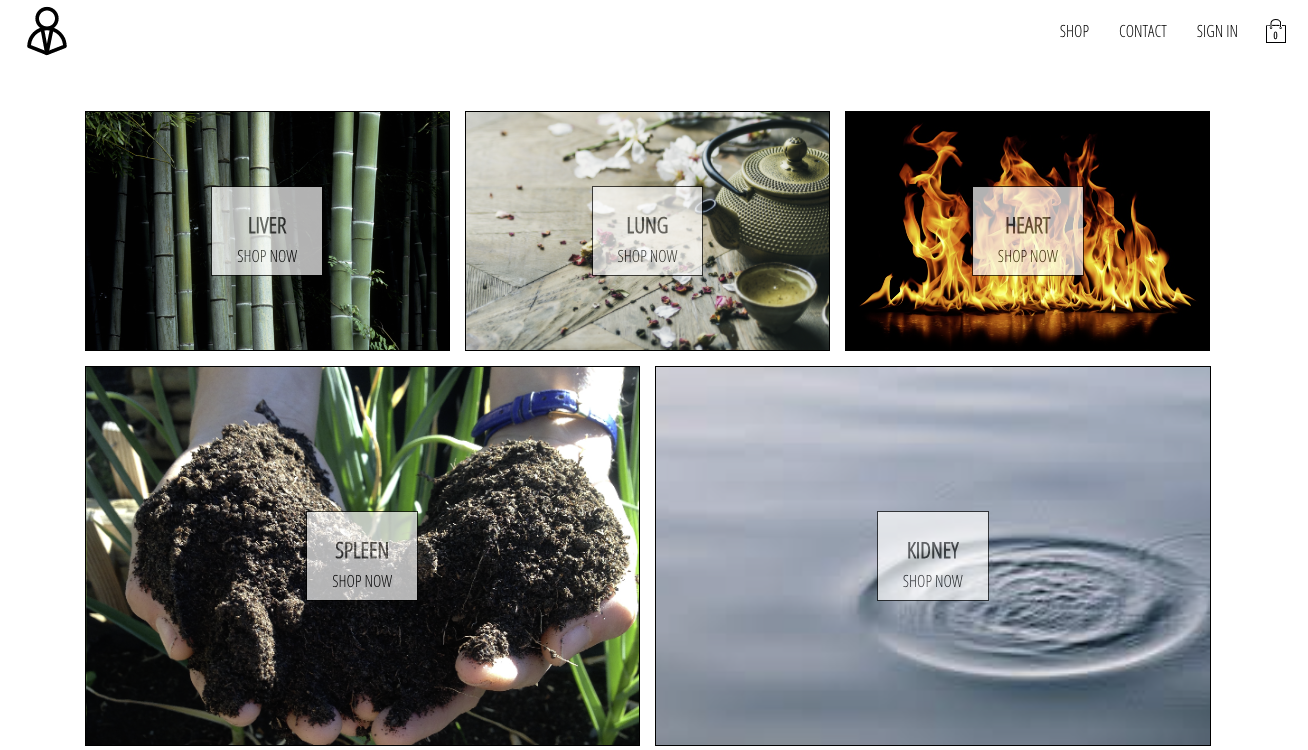 SHOP CONTACT SIGN IN 0
LIVER
SHOP NOW
LUNG
SHOP NOW
HEART
SHOP NOW
SPLEEN
SHOP NOW
KIDNEY
SHOP NOW